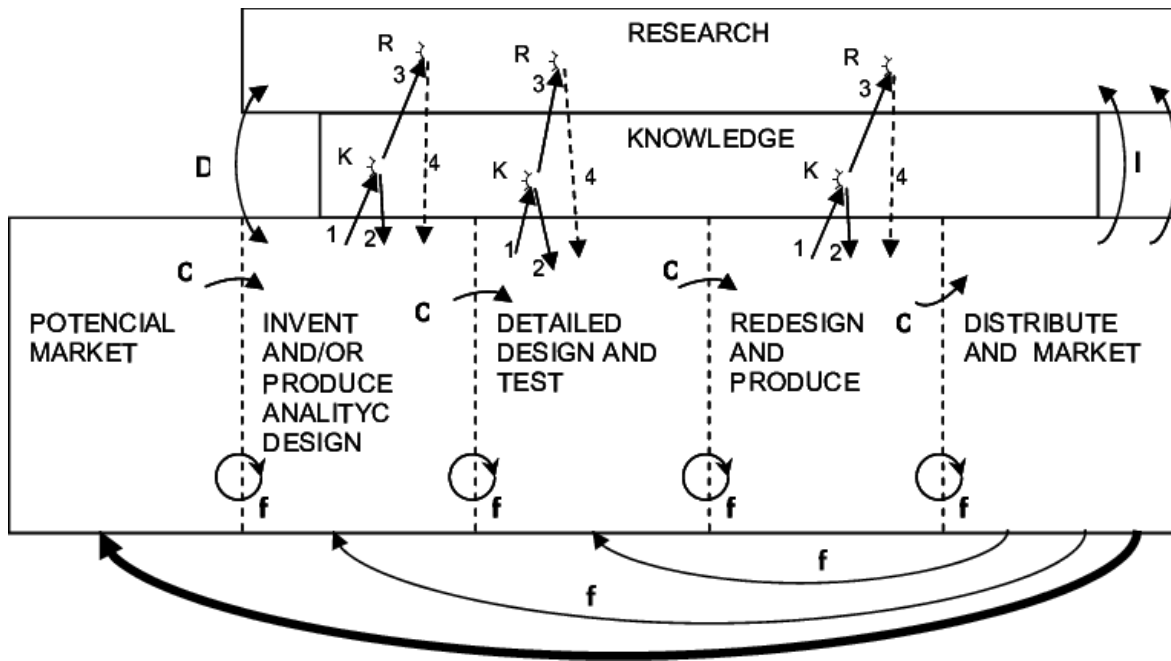 RESEARCH
R
R
R
3
3
3
KNOWLEDGE
K
K
K
4
4
4
D
I
1
2
1
2
1
2
C
C
C
C
POTENCIAL
MARKET
INVENT
AND/OR
PRODUCE
ANALITYC
DESIGN
DETAILED
DESIGN AND
TEST
REDESIGN
AND
PRODUCE
DISTRIBUTE
AND MARKET
f
f
f
f
f
f